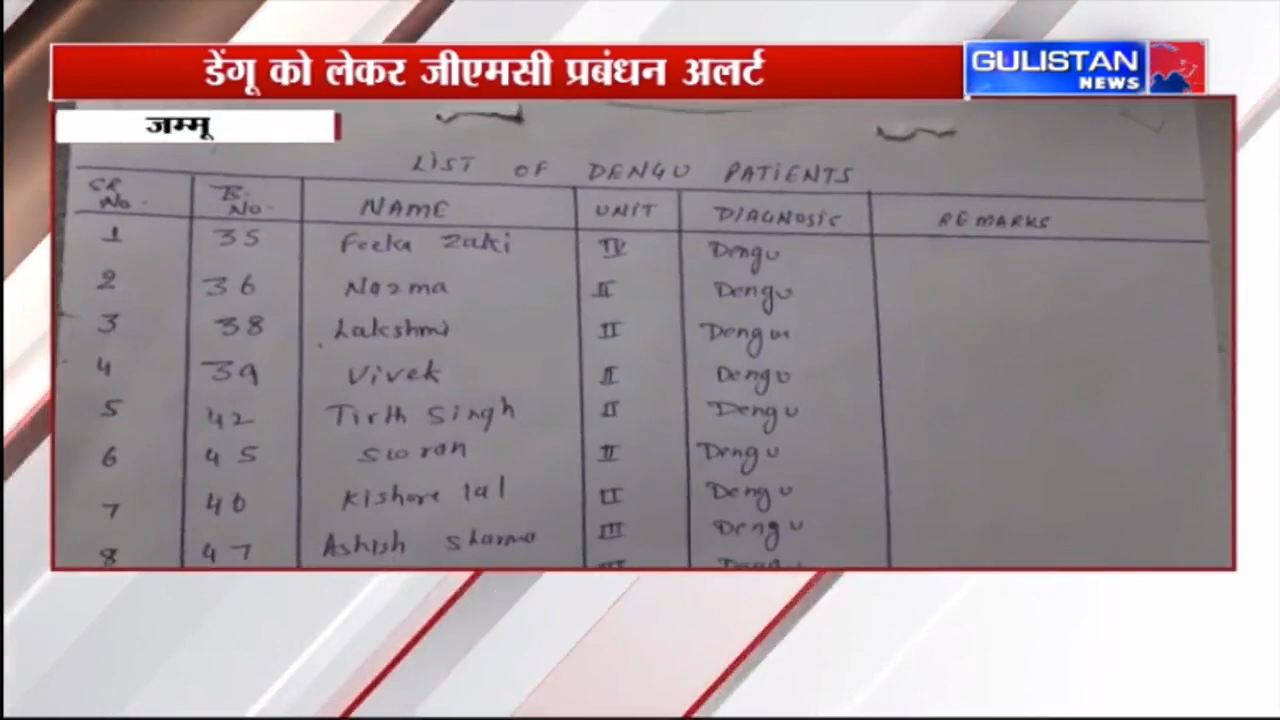 डेंगू को लेकर जीएमसी प्रबंधन अलर्ट
GULISTAN
NEWS
जम्मू
LIST OF DENGU PATIENTS
SR No. B. No. NAME UNIT DIAGNOSIS REMARKS
1 35 Feeka Zaki IV Dengu
2 36 Nazma II Dengu
3 38 Lakshmi II Dengu
4 39 Vivek II Dengu
5 42 Tirth Singh II Dengu
6 45 Sworan II Dengu
7 46 Kishore lal II Dengu
8 47 Ashish Sharma III Dengu